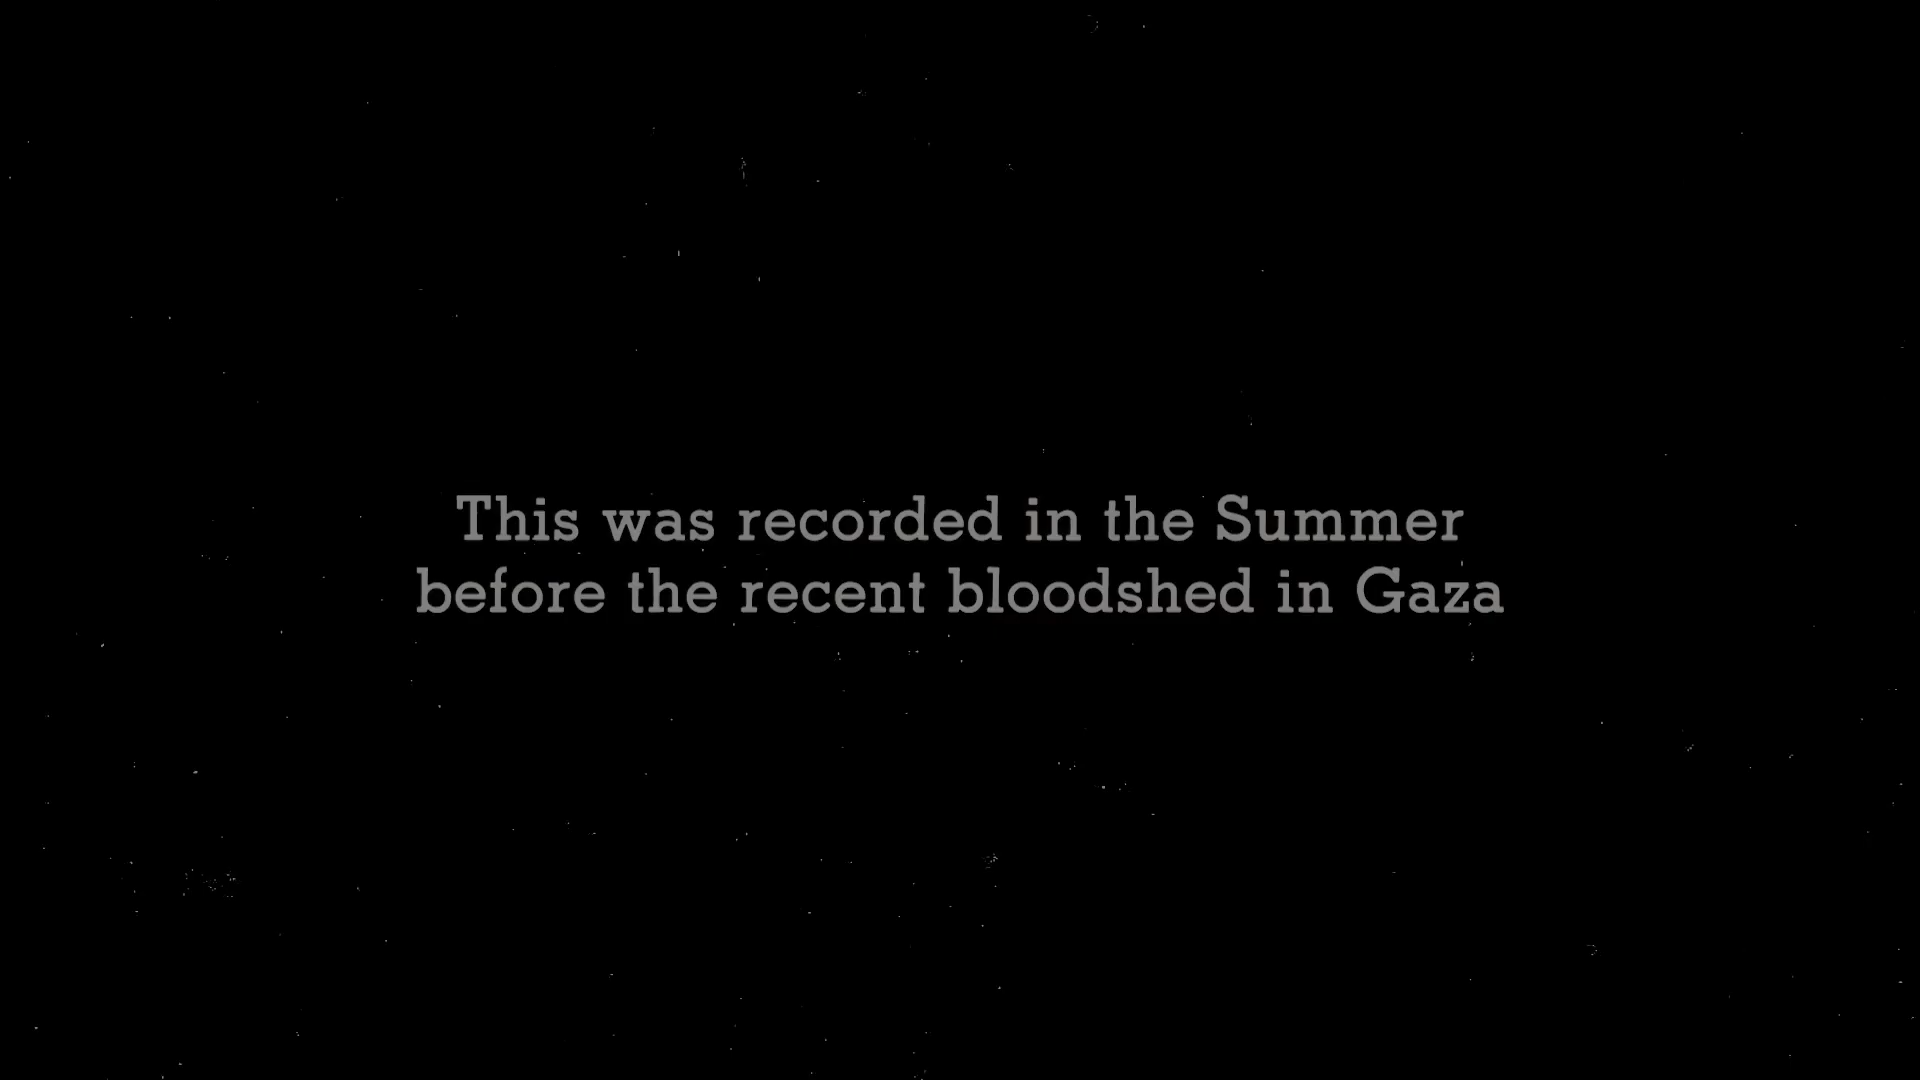 This was recorded in the Summer
before the recent bloodshed in Gaza